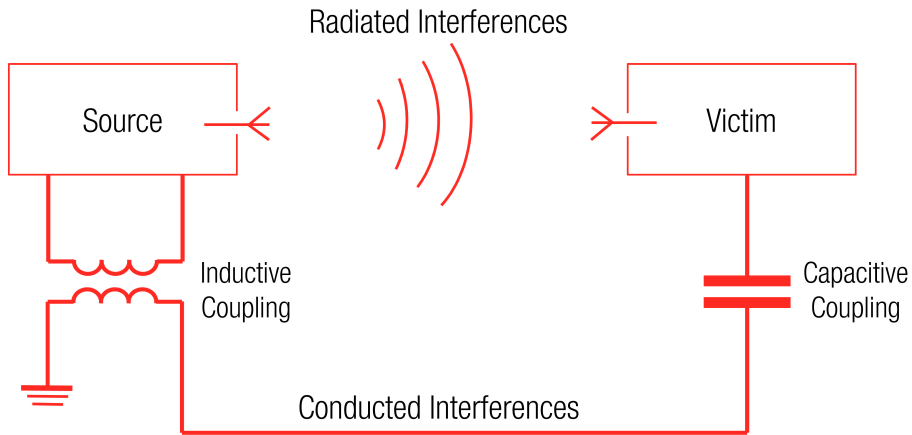 Radiated Interferences
Source
Victim
Inductive
Coupling
Capacitive
Coupling
Conducted Interferences